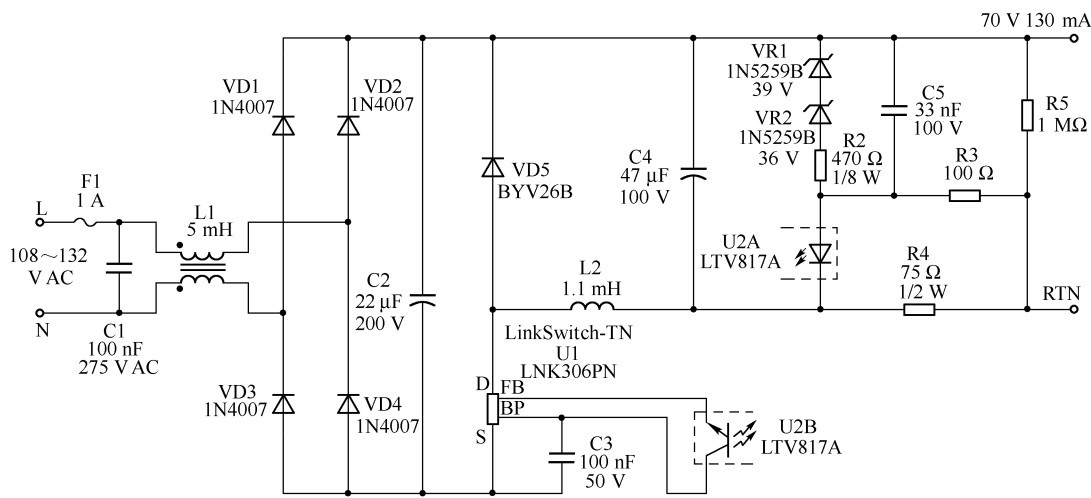 70 V 130 mA
VD1
1N4007
VD2
1N4007
VR1
1N5259B
39 V
VR2
1N5259B
36 V
C5
33 nF
100 V
R5
1 MΩ
R2
470 Ω
1/8 W
R3
100 Ω
VD5
BYV26B
C4
47 μF
100 V
F1
1 A
L
L1
5 mH
108～132
V AC
N
C1
100 nF
275 V AC
C2
22 μF
200 V
U2A
LTV817A
L2
1.1 mH
R4
75 Ω
1/2 W
RTN
LinkSwitch-TN
U1
LNK306PN
D
FB
BP
S
VD3
1N4007
VD4
1N4007
C3
100 nF
50 V
U2B
LTV817A